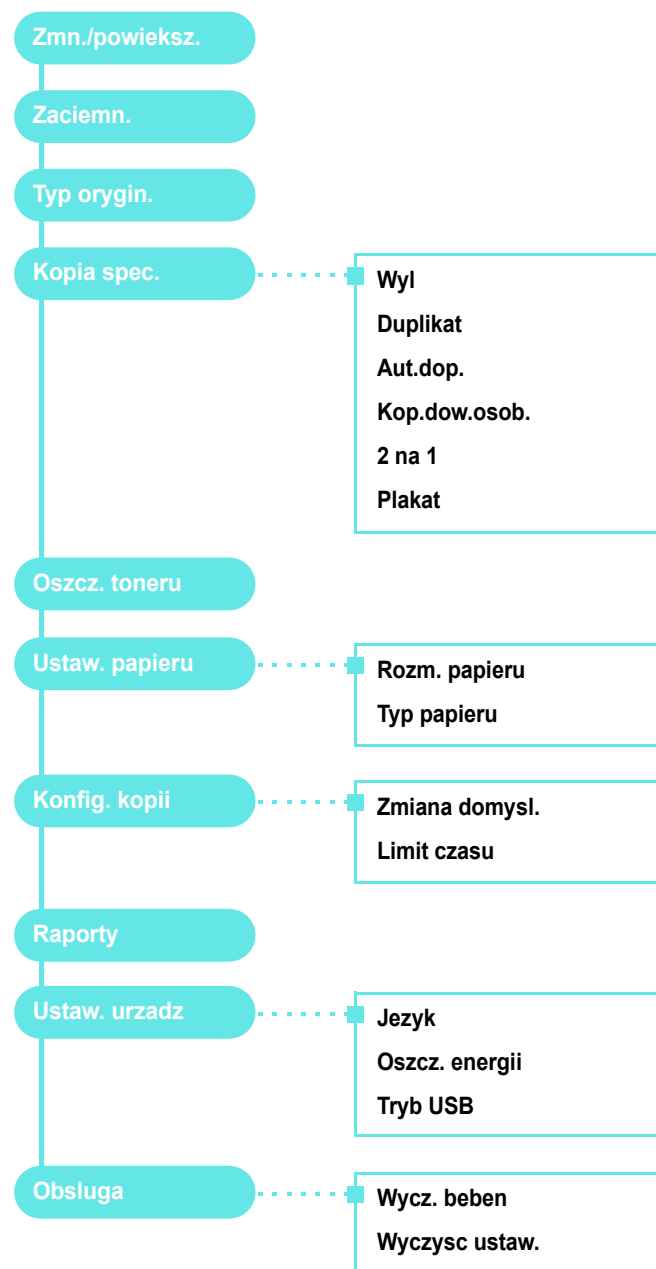 Zmn./powieksz.
Zaciemn.
Typ orygin.
Kopia spec.
Wyl
Duplikat
Aut.dop.
Kop.dow.osob.
2 na 1
Plakat
Oszcz. toneru
Ustaw. papieru
Rozm. papieru
Typ papieru
Konfig. kopii
Zmiana domysl.
Limit czasu
Raporty
Ustaw. urzadz
Jezyk
Oszcz. energii
Tryb USB
Obsluga
Wycz. beben
Wyczysc ustaw.